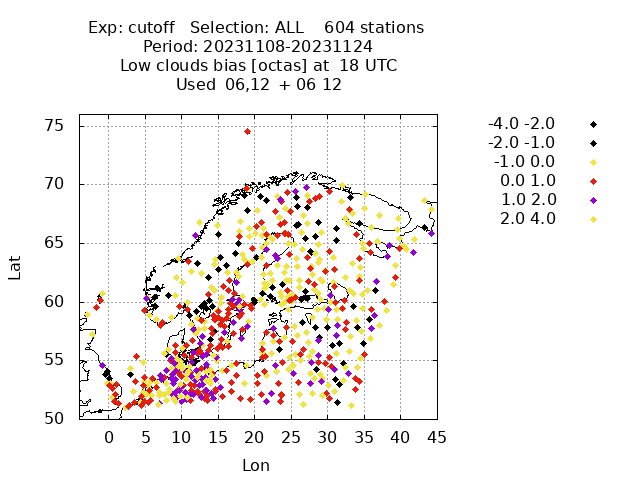 Exp: cutoff   Selection: ALL    604 stations
Period: 20231108-20231124
Low clouds bias [octas] at  18 UTC
Used  06,12  + 06 12
75
70
65
60
55
50
Lat
0 5 10 15 20 25 30 35 40 45
Lon
-4.0 -2.0
-2.0 -1.0
-1.0 0.0
0.0 1.0
1.0 2.0
2.0 4.0